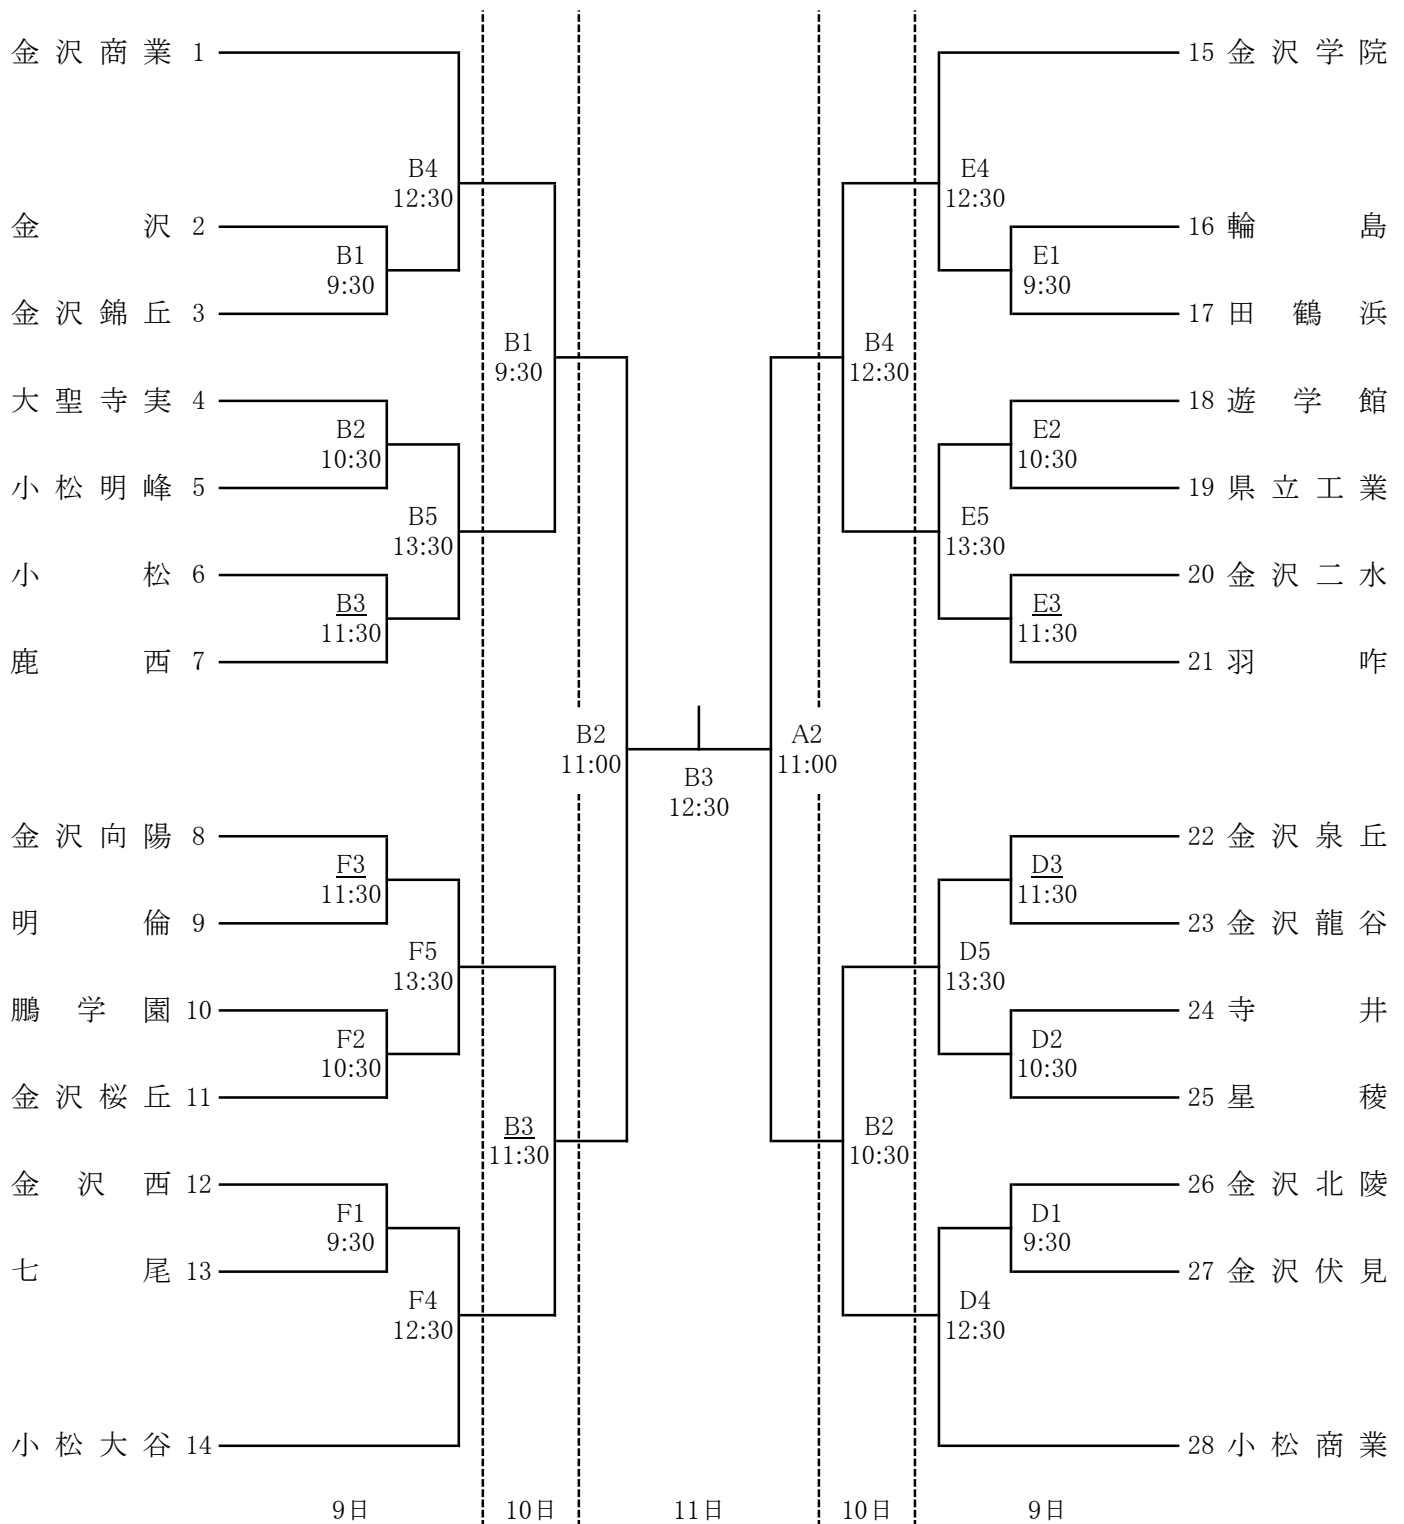 金沢商業 1
B4
12:30
金沢 2
B1
9:30
金沢錦丘 3
B1
9:30
大聖寺実 4
B2
10:30
小松明峰 5
B5
13:30
小松 6
B3
11:30
鹿西 7
B2
11:00
金沢向陽 8
F3
11:30
明倫 9
F5
13:30
鵬学園 10
F2
10:30
金沢桜丘 11
B3
11:30
金沢西 12
F1
9:30
七尾 13
F4
12:30
小松大谷 14
B3
12:30
15 金沢学院
E4
12:30
16 輪島
E1
9:30
17 田鶴浜
B4
12:30
18 遊学館
E2
10:30
19 県立工業
E5
13:30
20 金沢二水
E3
11:30
21 羽咋
A2
11:00
22 金沢泉丘
D3
11:30
23 金沢龍谷
D5
13:30
24 寺井
D2
10:30
25 星稜
B2
10:30
26 金沢北陵
D1
9:30
27 金沢伏見
D4
12:30
28 小松商業
9日 10日 11日 10日 9日